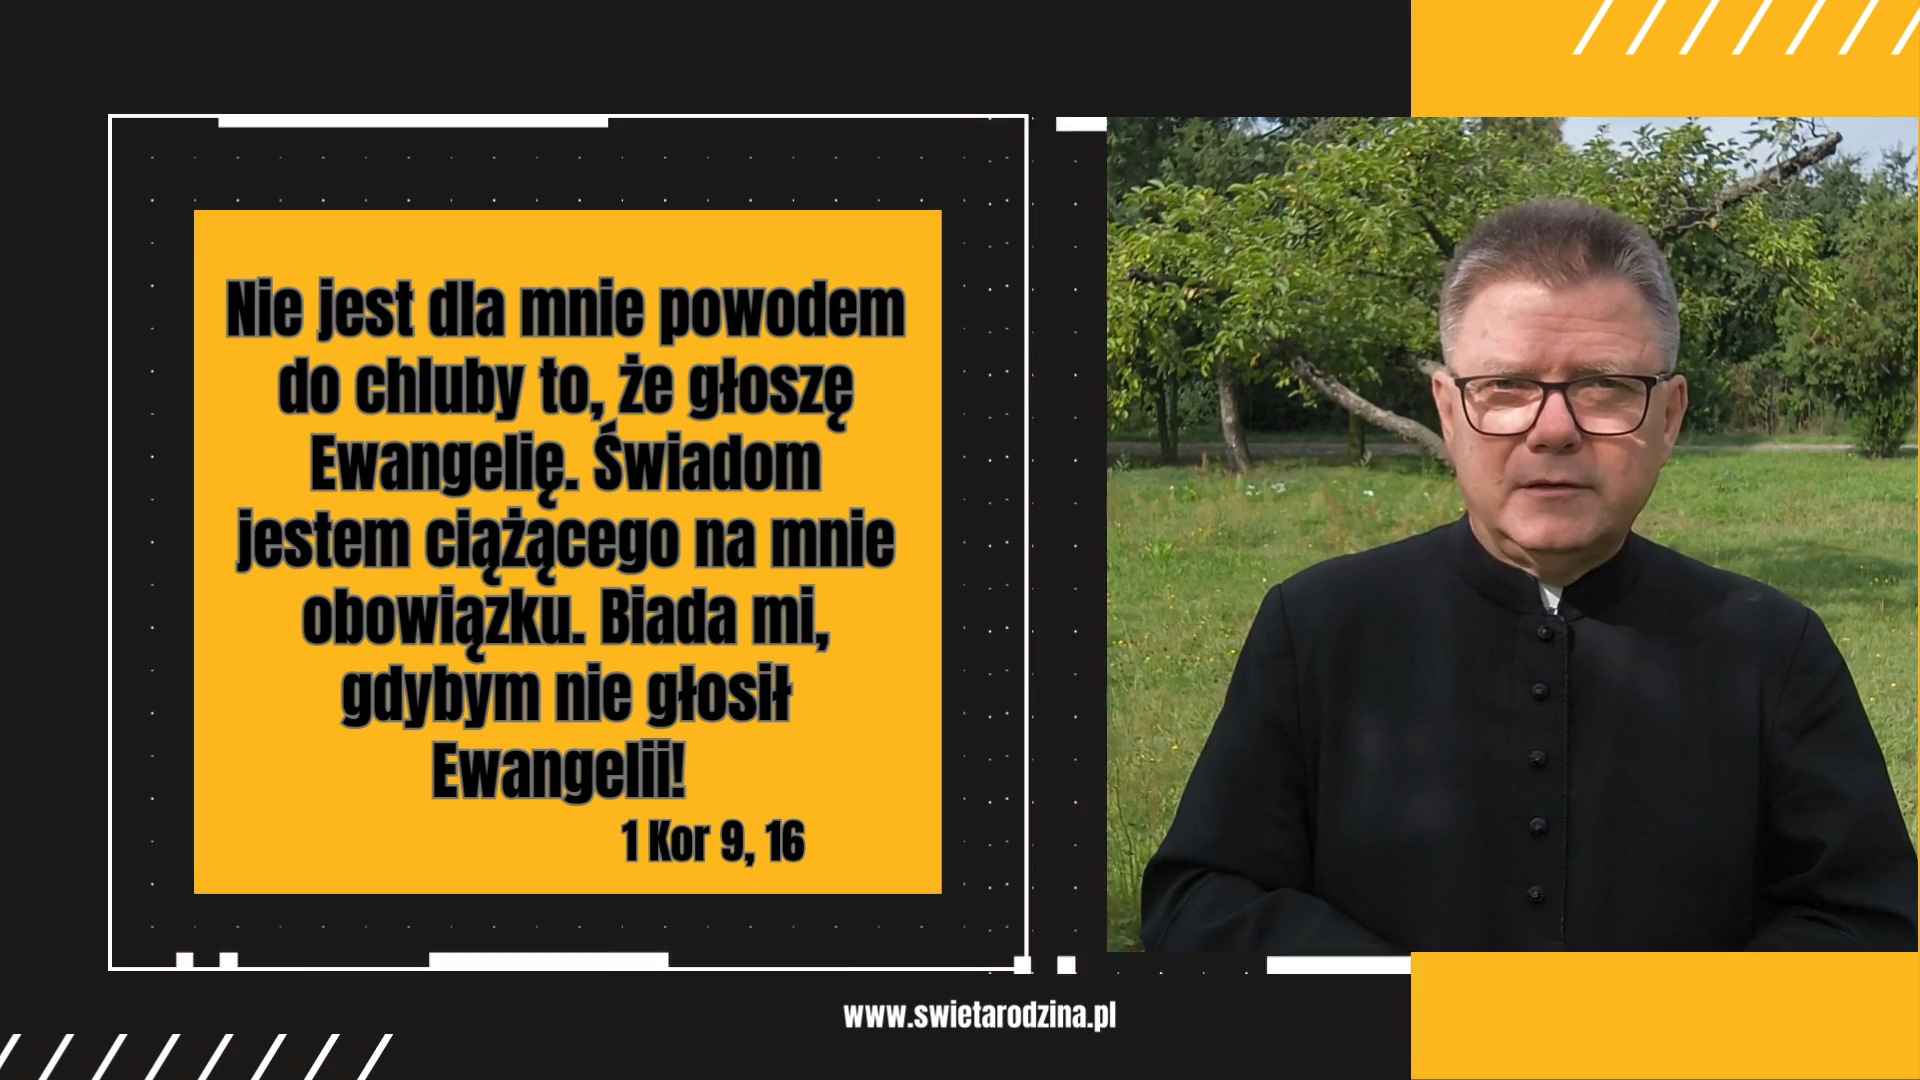 Nie jest dla mnie powodem
do chluby to, że głoszę
Ewangelię. Świadom
jestem ciążącego na mnie
obowiązku. Biada mi,
gdybym nie głosił
Ewangelii!
1 Kor 9, 16
www.swietarodzina.pl